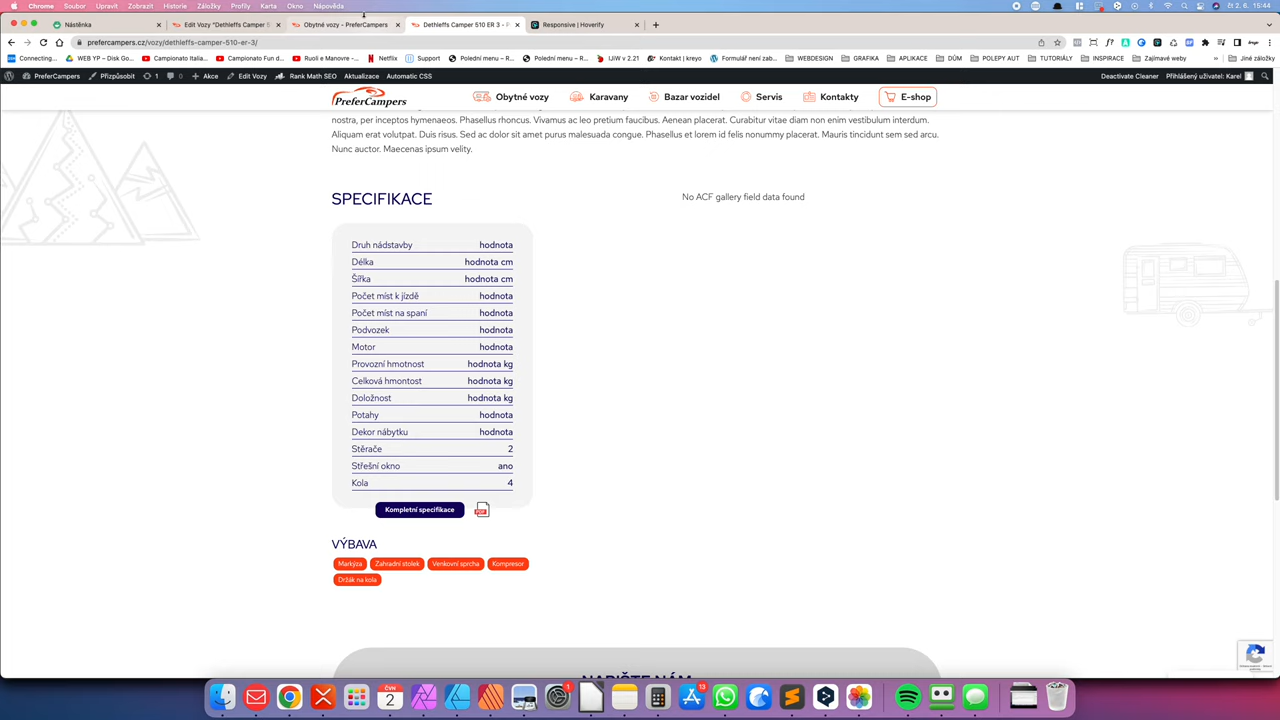 Chrome Soubor Upravit Zobrazit Historie Záložky Profily Karta Okno Nápověda
čt 2. 6. 15:44
Nástěnka
Edit Vozy "Dethleffs Camper 5
Obytné vozy - PreferCampers
Dethleffs Camper 510 ER 3 - P
Responsive | Hoverify
prefercampers.cz/vozy/dethleffs-camper-510-er-3/
Connecting... WEB YP – Disk Go... Campionato Italia... Campionato Fun d... Netflix Ruoli e Manovre –... Support Polední menu – R... Polední menu – R... IJW v 2.21 Kontakt | kreyo Formulář není zab... WEBDESIGN GRAFIKA APLIKACE DŮM POLEPY AUT TUTORIÁLY INSPIRACE Zajímavé weby Jiné záložky
PreferCampers Přizpůsobit 1 0 Akce Edit Vozy Rank Math SEO Aktualizace Automatic CSS Deactivate Cleaner Přihlášený uživatel: Karel
PreferCampers Obytné vozy Karavany Bazar vozidel Servis Kontakty E-shop
nostra, per inceptos hymenaeos. Phasellus rhoncus. Vivamus ac leo pretium faucibus. Aenean placerat. Curabitur vitae diam non enim vestibulum interdum.
Aliquam erat volutpat. Duis risus. Sed ac dolor sit amet purus malesuada congue. Phasellus et lorem id felis nonummy placerat. Mauris tincidunt sem sed arcu.
Nunc auctor. Maecenas ipsum velity.
SPECIFIKACE
No ACF gallery field data found
Druh nádstavby hodnota
Délka hodnota cm
Šířka hodnota cm
Počet míst k jízdě hodnota
Počet míst na spaní hodnota
Podvozek hodnota
Motor hodnota
Provozní hmotnost hodnota kg
Celková hmontost hodnota kg
Doložnost hodnota kg
Potahy hodnota
Dekor nábytku hodnota
Stěrače 2
Střešní okno ano
Kola 4
Kompletní specifikace
PDF
VÝBAVA
Markýza Zahradní stolek Venkovní sprcha Kompresor
Držák na kola
ČVN
2
1
13